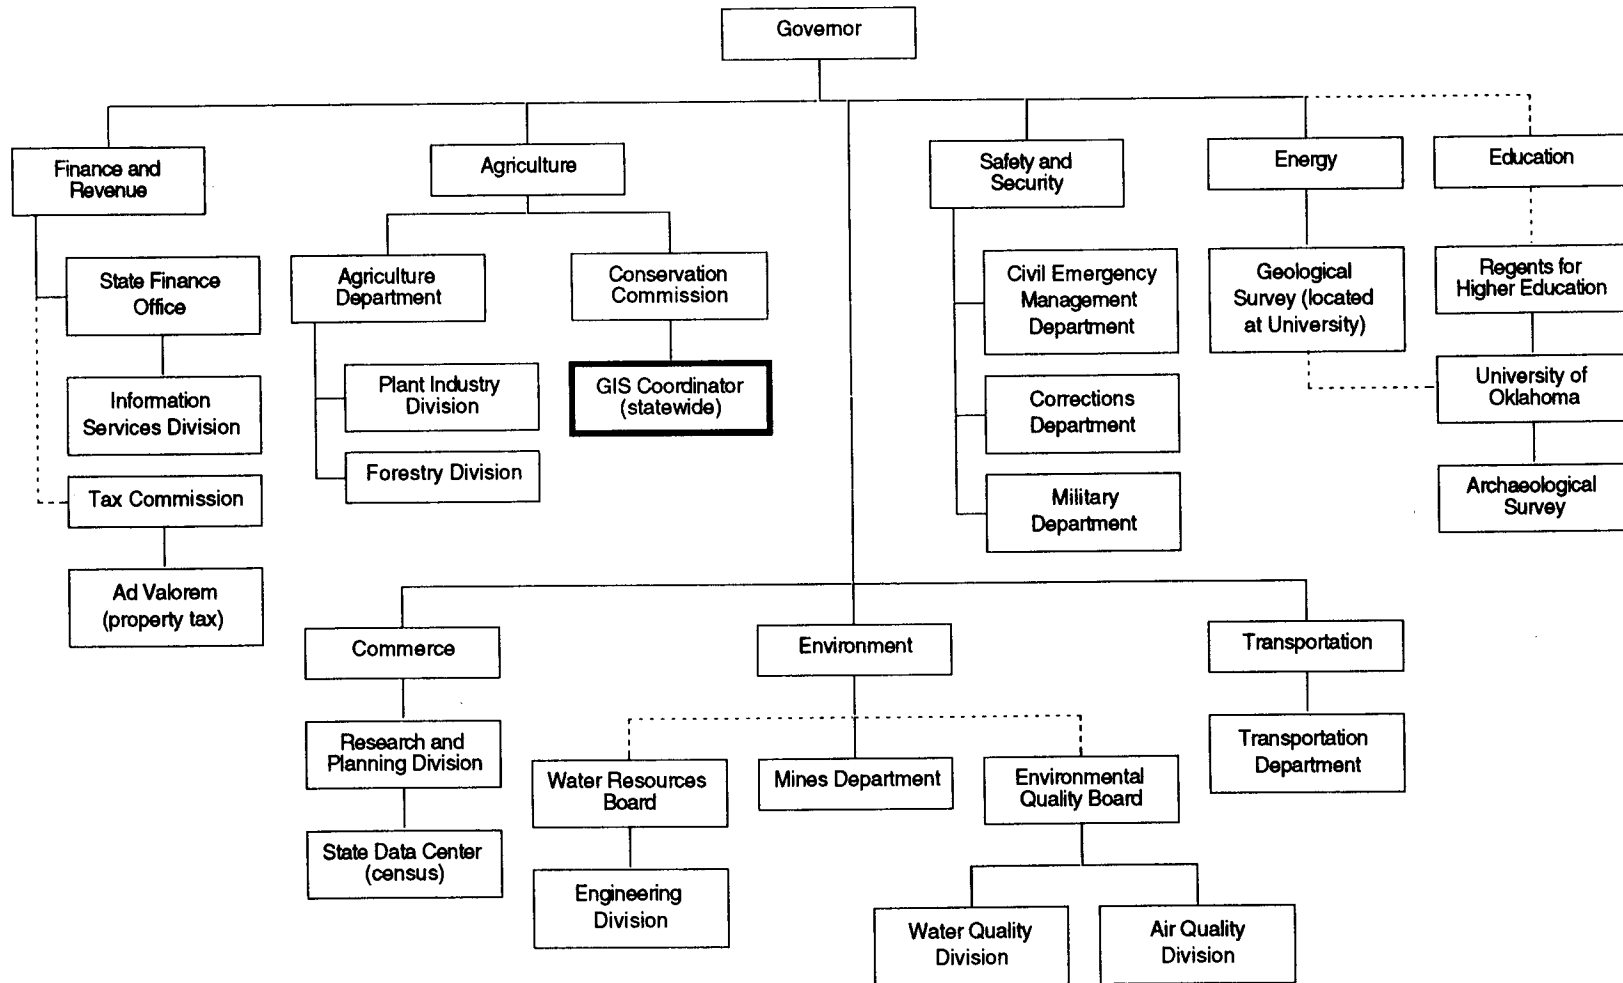 Governor
Finance and
Revenue
Agriculture
Safety and
Security
Energy
Education
State Finance
Office
Agriculture
Department
Conservation
Commission
Civil Emergency
Management
Department
Geological
Survey (located
at University)
Regents for
Higher Education
Information
Services Division
Plant Industry
Division
GIS Coordinator
(statewide)
Corrections
Department
University of
Oklahoma
Tax Commission
Forestry Division
Military
Department
Archaeological
Survey
Ad Valorem
(property tax)
Commerce
Environment
Transportation
Research and
Planning Division
Water Resources
Board
Mines Department
Environmental
Quality Board
Transportation
Department
State Data Center
(census)
Engineering
Division
Water Quality
Division
Air Quality
Division